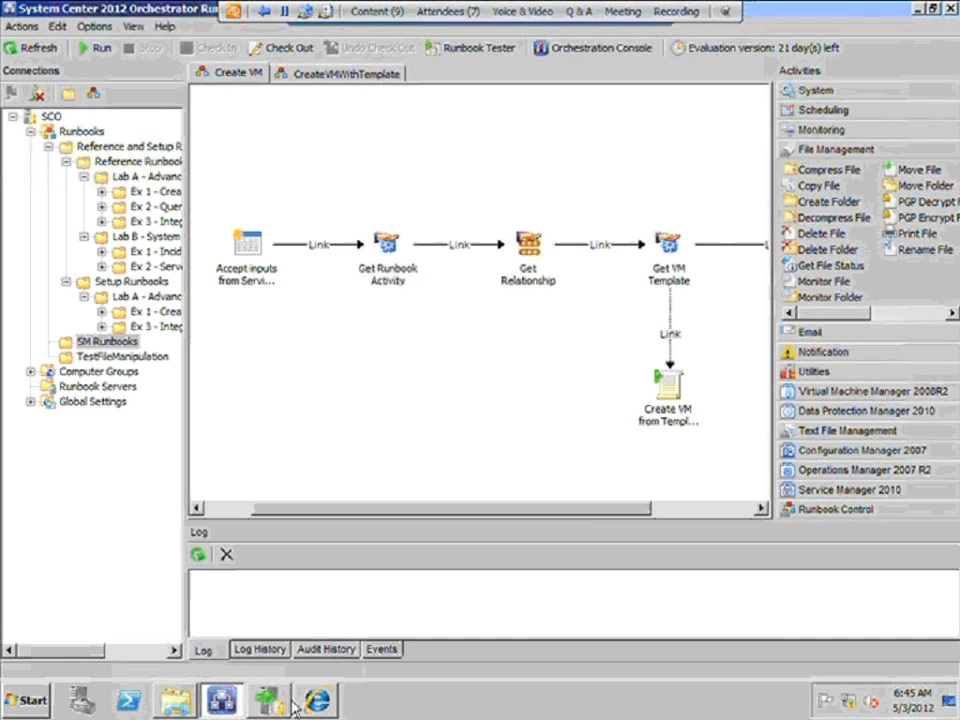 System Center 2012 Orchestrator Ru
Content (9) Attendees (7) Voice & Video Q & A Meeting Recording
Actions Edit Options View Help
Refresh Run Stop Check In Check Out Undo Check Out Runbook Tester Orchestration Console Evaluation version: 21 day(s) left
Connections
Create VM CreateVMWithTemplate
Activities
SCO
Runbooks
Reference and Setup R
Reference Runbook
Lab A - Advanc
Ex 1 - Crea
Ex 2 - Quer
Ex 3 - Integ
Lab B - System
Ex 1 - Incid
Ex 2 - Serv
Setup Runbooks
Lab A - Advanc
Ex 1 - Crea
Ex 3 - Integ
SM Runbooks
TestFileManipulation
Computer Groups
Runbook Servers
Global Settings
Link Link Link L
Accept inputs
from Servi...
Get Runbook
Activity
Get
Relationship
Get VM
Template
Link
Create VM
from Templ...
System
Scheduling
Monitoring
File Management
Compress File Move File
Copy File Move Folder
Create Folder PGP Decrypt F
Decompress File PGP Encrypt F
Delete File Print File
Delete Folder Rename File
Get File Status
Monitor File
Monitor Folder
Email
Notification
Utilities
Virtual Machine Manager 2008R2
Data Protection Manager 2010
Text File Management
Configuration Manager 2007
Operations Manager 2007 R2
Service Manager 2010
Runbook Control
Log
Log Log History Audit History Events
Start
6:45 AM
5/3/2012